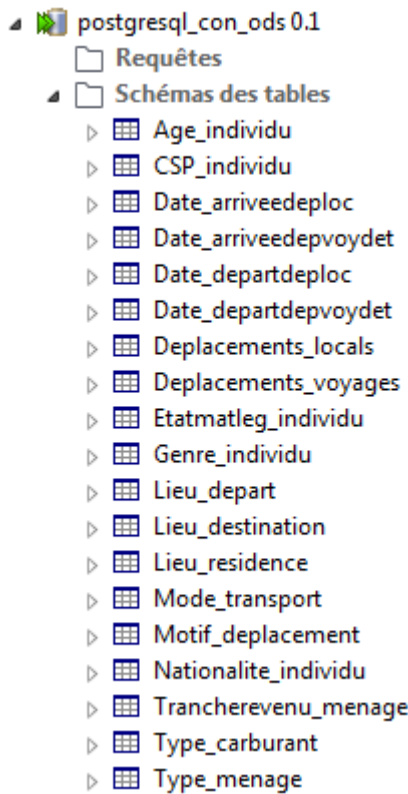 postgresql_con_ods 0.1
Requêtes
Schémas des tables
Age_individu
CSP_individu
Date_arriveedeploc
Date_arriveedepvoydet
Date_departdeploc
Date_departdepvoydet
Deplacements_locals
Deplacements_voyages
Etatmatleg_individu
Genre_individu
Lieu_depart
Lieu_destination
Lieu_residence
Mode_transport
Motif_deplacement
Nationalite_individu
Trancherevenu_menage
Type_carburant
Type_menage